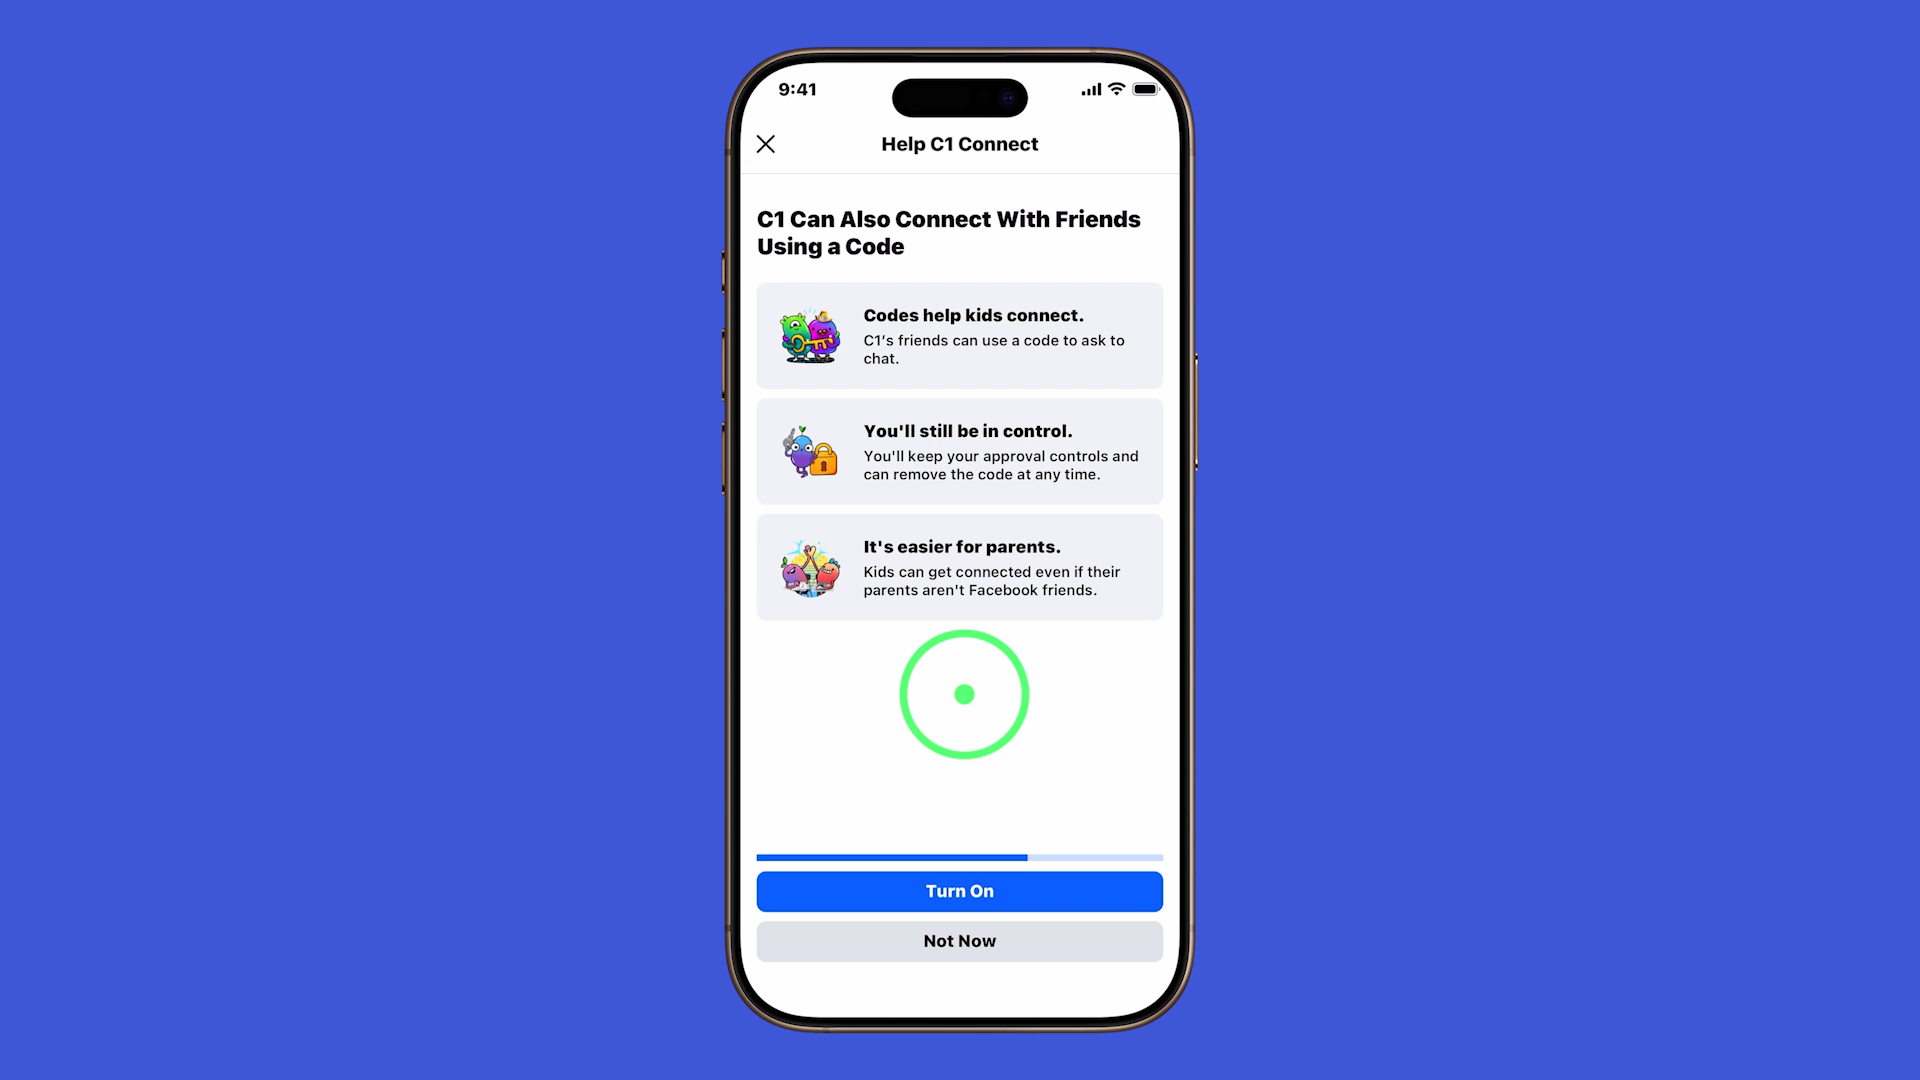 9:41
Help C1 Connect
C1 Can Also Connect With Friends
Using a Code
Codes help kids connect.
C1's friends can use a code to ask to
chat.
You'll still be in control.
You'll keep your approval controls and
can remove the code at any time.
It's easier for parents.
Kids can get connected even if their
parents aren't Facebook friends.
Turn On
Not Now